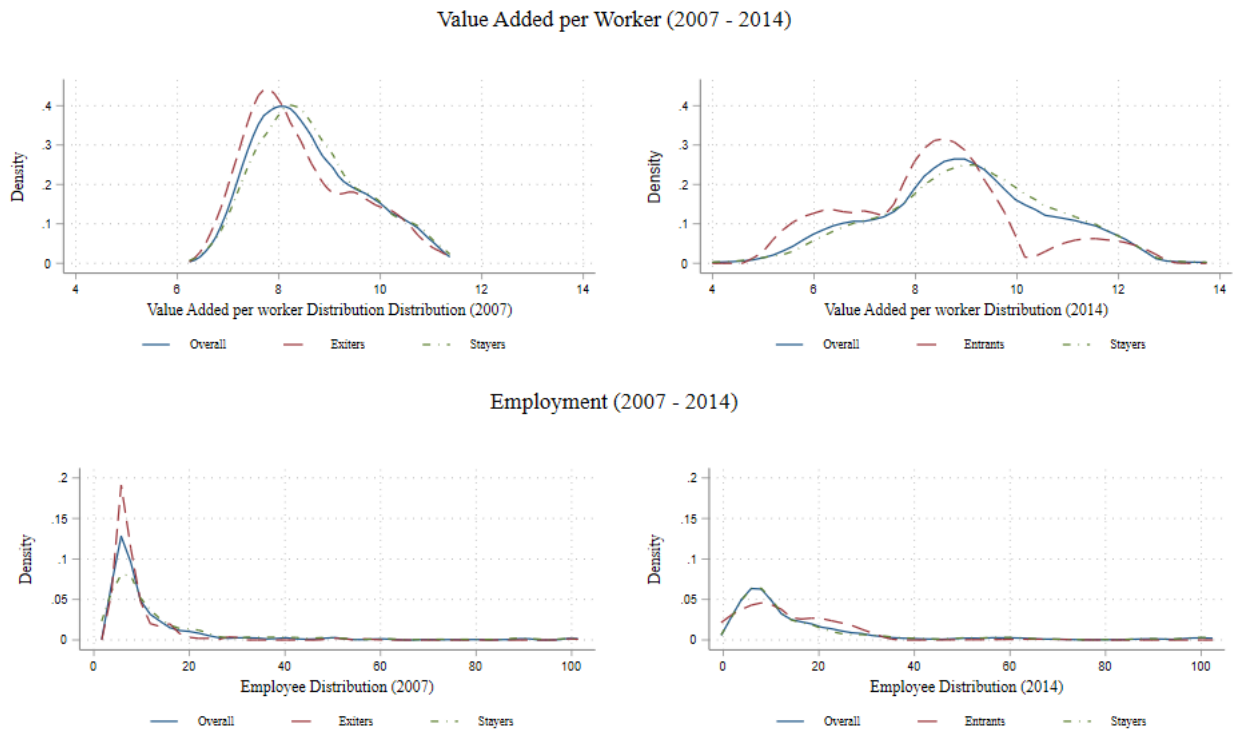 Value Added per Worker (2007 - 2014)
Density
.4
.3
.2
.1
0
4 6 8 10 12 14
Value Added per worker Distribution Distribution (2007)
Overall Exiters Stayers
Density
.4
.3
.2
.1
0
4 6 8 10 12 14
Value Added per worker Distribution (2014)
Overall Entrants Stayers
Employment (2007 - 2014)
Density
.2
.15
.1
.05
0
0 20 40 60 80 100
Employee Distribution (2007)
Overall Exiters Stayers
Density
.2
.15
.1
.05
0
0 20 40 60 80 100
Employee Distribution (2014)
Overall Entrants Stayers